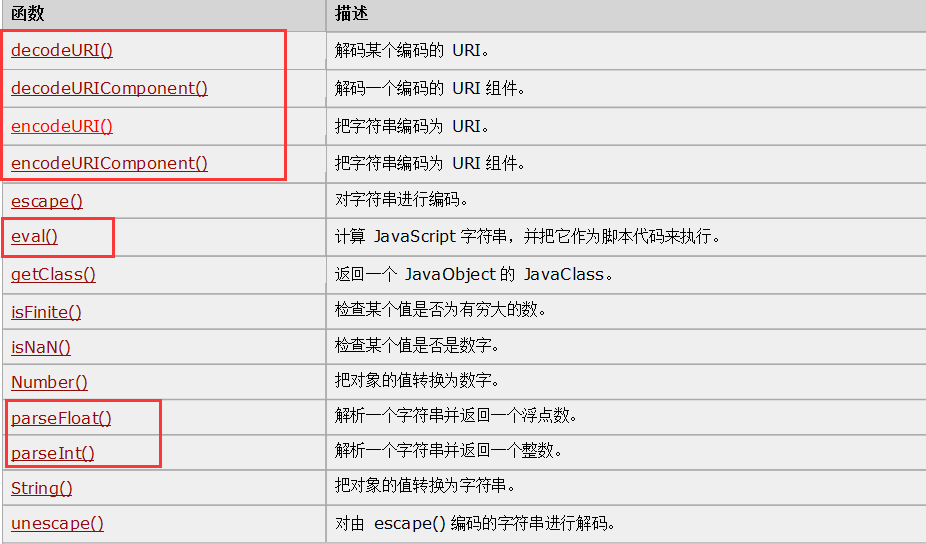 函数 描述
decodeURI() 解码某个编码的 URI。
decodeURIComponent() 解码一个编码的 URI 组件。
encodeURI() 把字符串编码为 URI。
encodeURIComponent() 把字符串编码为 URI 组件。
escape() 对字符串进行编码。
eval() 计算 JavaScript 字符串，并把它作为脚本代码来执行。
getClass() 返回一个 JavaObject 的 JavaClass。
isFinite() 检查某个值是否为有穷大的数。
isNaN() 检查某个值是否是数字。
Number() 把对象的值转换为数字。
parseFloat() 解析一个字符串并返回一个浮点数。
parseInt() 解析一个字符串并返回一个整数。
String() 把对象的值转换为字符串。
unescape() 对由 escape() 编码的字符串进行解码。